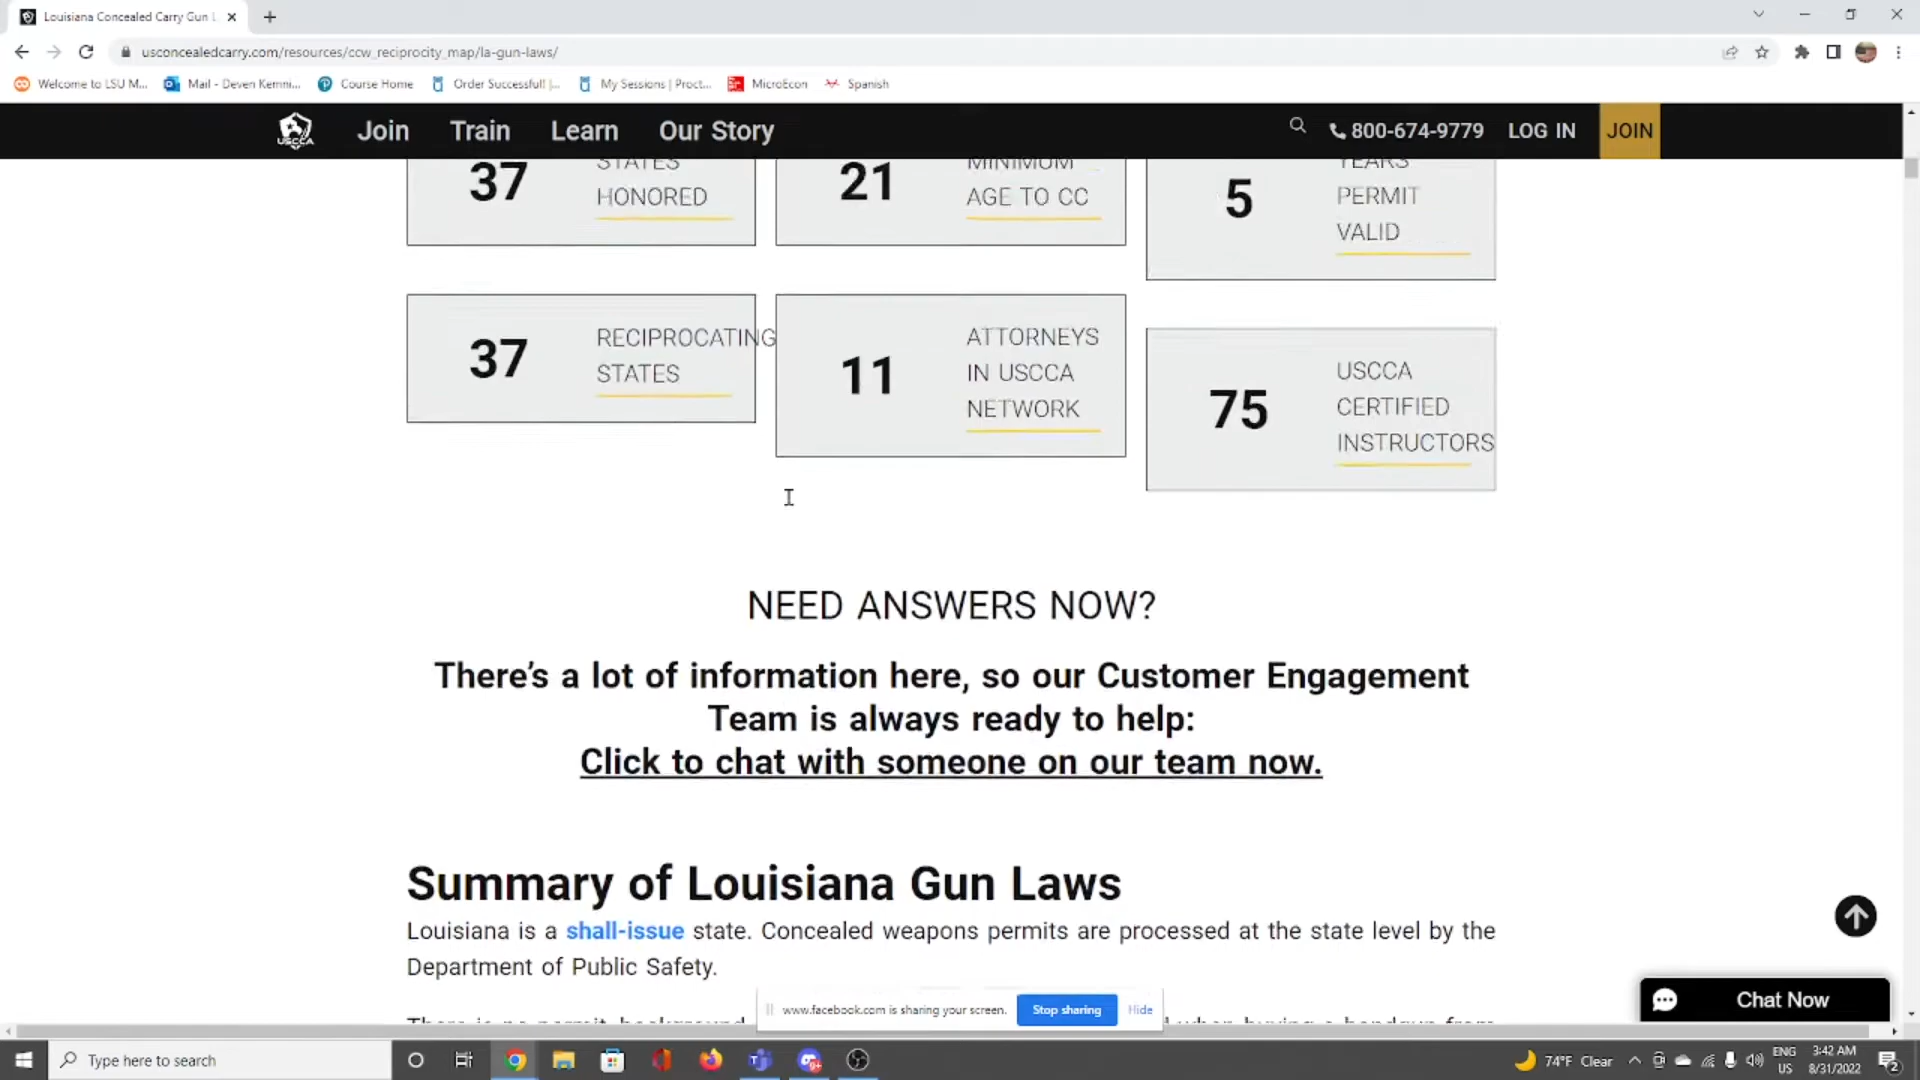 Louisiana Concealed Carry Gun L
usconcealedcarry.com/resources/ccw_reciprocity_map/la-gun-laws/
Welcome to LSU M... Mail - Deven Kemni... Course Home Order Successful! |... My Sessions | Proct... MicroEcon Spanish
USCCA Join Train Learn Our Story 800-674-9779 LOG IN JOIN
37 STATES HONORED
21 MINIMUM AGE TO CC
5 YEARS PERMIT VALID
37 RECIPROCATING STATES
11 ATTORNEYS IN USCCA NETWORK
75 USCCA CERTIFIED INSTRUCTORS
NEED ANSWERS NOW?
There's a lot of information here, so our Customer Engagement
Team is always ready to help:
Click to chat with someone on our team now.
Summary of Louisiana Gun Laws
Louisiana is a shall-issue state. Concealed weapons permits are processed at the state level by the
Department of Public Safety.
www.facebook.com is sharing your screen. Stop sharing Hide
Chat Now
Type here to search
74°F Clear
ENG
US
3:42 AM
8/31/2022
2